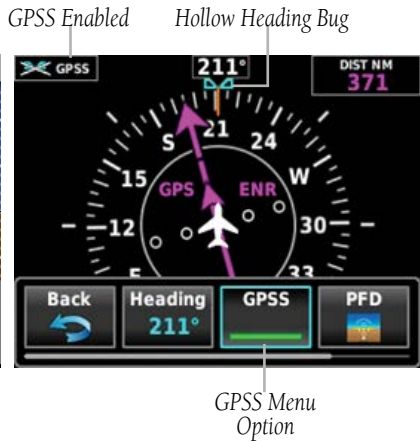 GPSS Enabled
Hollow Heading Bug
GPSS
211°
DIST NM
371
S
21
24
15
W
GPS
ENR
12
30
E
33
Back
Heading
211°
GPSS
PFD
GPSS Menu
Option